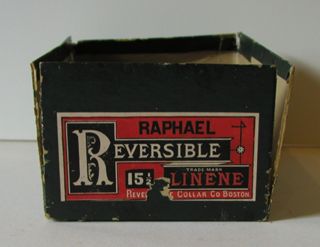 RAPHAEL
REVERSIBLE
TRADE MARK
15½ LINENE
COLLAR CO BOSTON